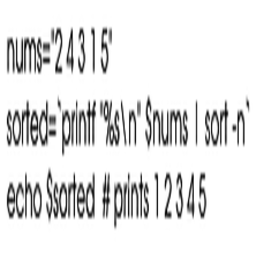 nums="2 4 3 1 5"
sorted=`printf "%s\n" $nums | sort -n`
echo $sorted # prints 1 2 3 4 5